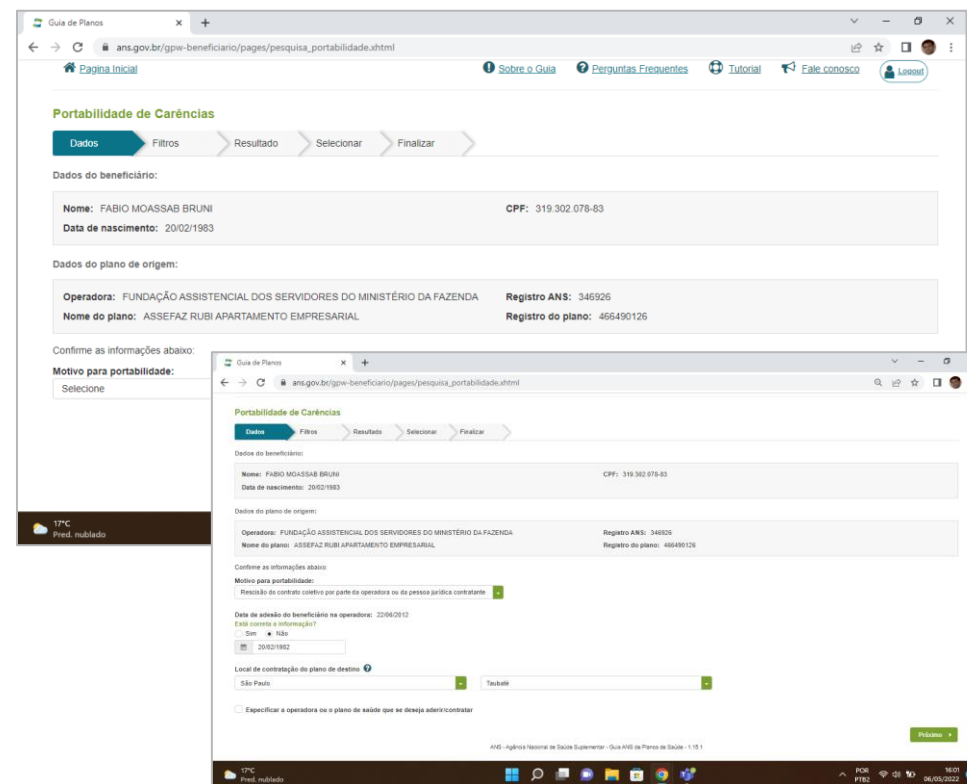 Guia de Planos
ans.gov.br/gpw-beneficiario/pages/pesquisa_portabilidade.xhtml
Pagina Inicial Sobre o Guia Perguntas Frequentes Tutorial Fale conosco Logout
Portabilidade de Carências
Dados Filtros Resultado Selecionar Finalizar
Dados do beneficiário:
Nome: FABIO MOASSAB BRUNI CPF: 319.302.078-83
Data de nascimento: 20/02/1983
Dados do plano de origem:
Operadora: FUNDAÇÃO ASSISTENCIAL DOS SERVIDORES DO MINISTÉRIO DA FAZENDA Registro ANS: 346926
Nome do plano: ASSEFAZ RUBI APARTAMENTO EMPRESARIAL Registro do plano: 466490126
Confirme as informações abaixo:
Motivo para portabilidade:
Selecione
17°C
Pred. nublado
Guia de Planos
ans.gov.br/gpw-beneficiario/pages/pesquisa_portabilidade.xhtml
Portabilidade de Carências
Dados Filtros Resultado Selecionar Finalizar
Dados do beneficiário:
Nome: FABIO MOASSAB BRUNI CPF: 319.302.078-83
Data de nascimento: 20/02/1983
Dados do plano de origem:
Operadora: FUNDAÇÃO ASSISTENCIAL DOS SERVIDORES DO MINISTÉRIO DA FAZENDA Registro ANS: 346926
Nome do plano: ASSEFAZ RUBI APARTAMENTO EMPRESARIAL Registro do plano: 466490126
Confirme as informações abaixo:
Motivo para portabilidade:
Rescisão do contrato coletivo por parte da operadora ou da pessoa jurídica contratante
Data de adesão do beneficiário na operadora: 22/06/2012
Está correta a informação?
Sim Não
20/02/1982
Local de contratação do plano de destino
São Paulo Taubaté
Especificar a operadora ou o plano de saúde que se deseja aderir/contratar
Próximo
ANS - Agência Nacional de Saúde Suplementar - Guia ANS de Planos de Saúde - 1.15.1
17°C
Pred. nublado
POR
PTB2
16:01
06/05/2022